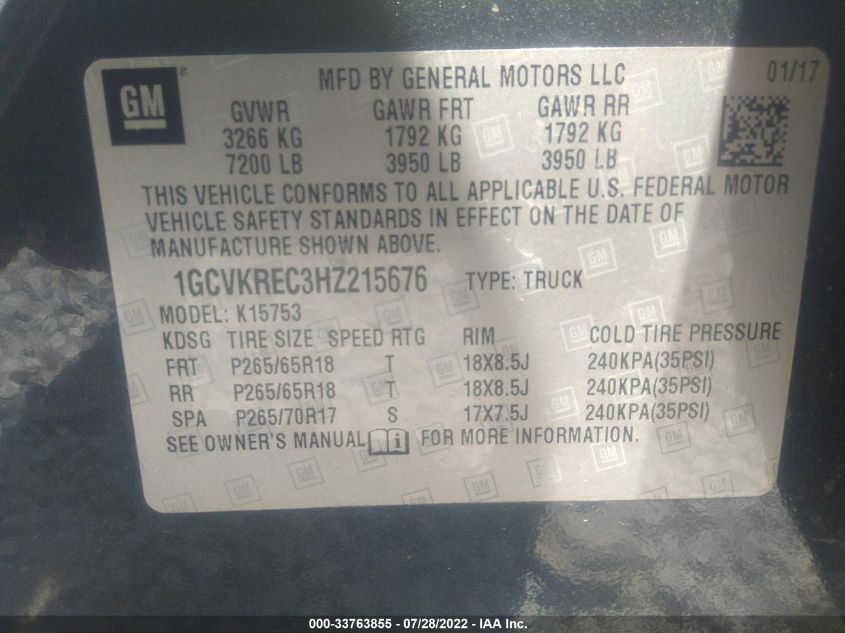 GM
MFD BY GENERAL MOTORS LLC 01/17
GVWR GAWR FRT GAWR RR
3266 KG 1792 KG 1792 KG
7200 LB 3950 LB 3950 LB
THIS VEHICLE CONFORMS TO ALL APPLICABLE U.S. FEDERAL MOTOR
VEHICLE SAFETY STANDARDS IN EFFECT ON THE DATE OF
MANUFACTURE SHOWN ABOVE.
1GCVKREC3HZ215676 TYPE: TRUCK
MODEL: K15753
KDSG TIRE SIZE SPEED RTG RIM COLD TIRE PRESSURE
FRT P265/65R18 T 18X8.5J 240KPA(35PSI)
RR P265/65R18 T 18X8.5J 240KPA(35PSI)
SPA P265/70R17 S 17X7.5J 240KPA(35PSI)
SEE OWNER'S MANUAL i FOR MORE INFORMATION.
000-33763855 - 07/28/2022 - IAA Inc.